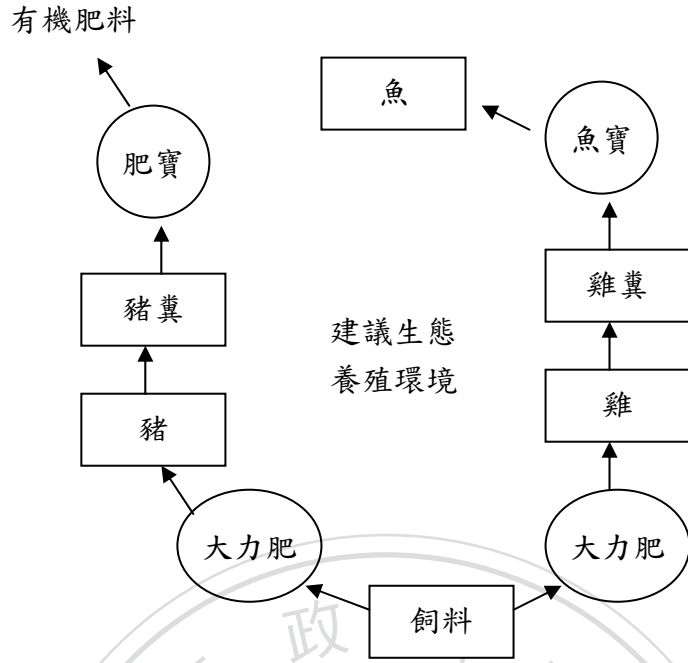 有機肥料
魚
魚寶
肥寶
豬糞
雞糞
建議生態
養殖環境
豬
雞
大力肥
大力肥
飼料
政